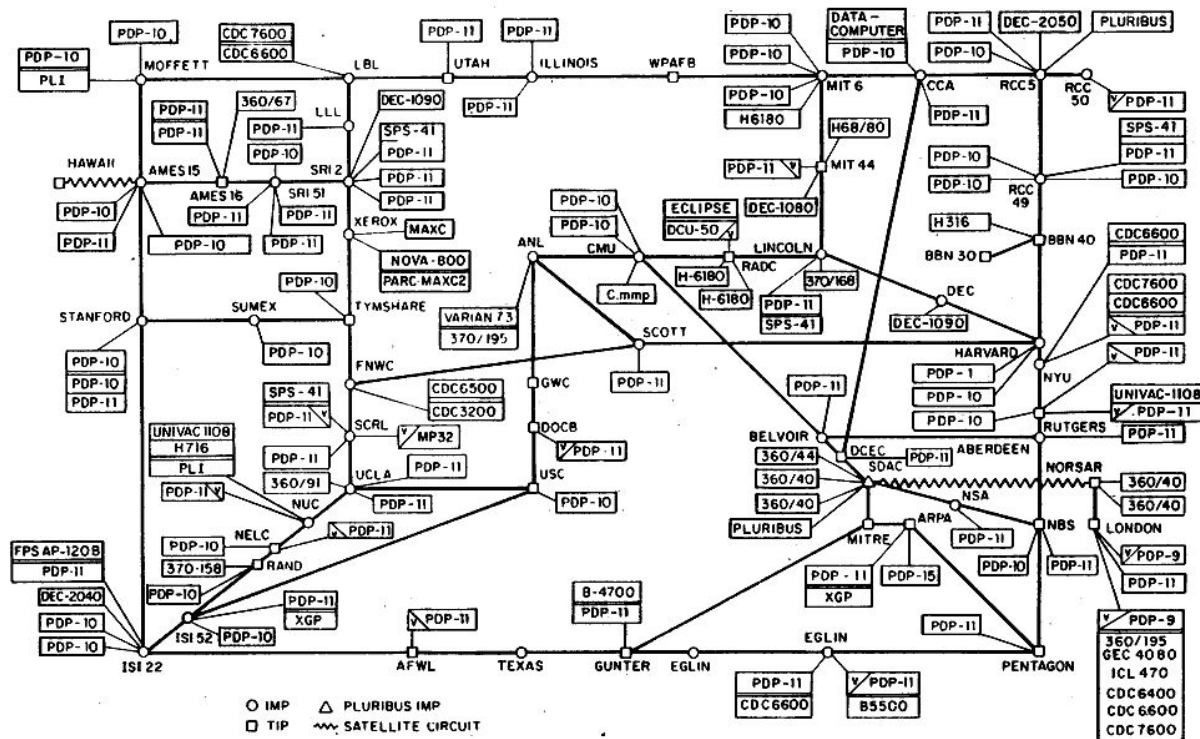 PDP-10
CDC 7600
CDC 6600
PDP-11
PDP-11
PDP-10
PDP-10
DATA-
COMPUTER
PDP-10
PDP-11
PDP-10
DEC-2050
PLURIBUS
PDP-10
PLI
MOFFETT
LBL
UTAH
ILLINOIS
WPAFB
MIT 6
CCA
RCC5
RCC
50
PDP-11
PDP-10
H6180
PDP-11
V PDP-11
PDP-11
PDP-11
360/67
LLL
PDP-11
DEC-1090
SPS-41
PDP-11
PDP-11
PDP-11
H68/80
PDP-11 V
MIT 44
DEC-1080
SPS-41
PDP-11
PDP-10
PDP-10
PDP-10
RCC
49
HAWAII
AMES 15
AMES 16
PDP-10
SRI 51
SRI 2
PDP-10
PDP-11
PDP-10
PDP-11
PDP-11
XEROX
MAXC
NOVA-800
PARC-MAXC2
ANL
PDP-10
PDP-10
CMU
C.mmp
ECLIPSE
DCU-50 V
RADC
H-6180
H-6180
LINCOLN
370/168
PDP-11
SPS-41
H316
BBN 40
BBN 30
CDC6600
PDP-11
CDC7600
CDC6600
V PDP-11
V PDP-11
DEC
DEC-1090
STANFORD
SUMEX
PDP-10
TYMSHARE
PDP-10
PDP-10
PDP-10
PDP-11
VARIAN 73
370/195
SCOTT
PDP-11
HARVARD
PDP-1
PDP-10
NYU
PDP-10
FNWC
CDC6500
CDC3200
GWC
SPS-41
PDP-11 V
SCRL
V MP32
PDP-11
DOCB
V PDP-11
PDP-11
UNIVAC-1108
V PDP-11
RUTGERS
PDP-11
UNIVAC 1108
H716
PLI
PDP-11 V
360/91
UCLA
PDP-11
PDP-11
USC
PDP-10
BELVOIR
DCEC
PDP-11
ABERDEEN
SDAC
360/44
360/40
360/40
PLURIBUS
NORSAR
360/40
360/40
NUC
NELC
PDP-10
V PDP-11
370-158
RAND
PDP-10
NSA
PDP-11
NBS
PDP-10
PDP-11
LONDON
V PDP-9
PDP-11
MITRE
ARPA
PDP-11
XGP
PDP-15
FPS AP-120B
PDP-11
DEC-2040
PDP-10
PDP-10
ISI 52
PDP-11
XGP
PDP-10
ISI 22
V PDP-11
AFWL
TEXAS
B-4700
PDP-11
GUNTER
EGLIN
EGLIN
PDP-11
CDC6600
V PDP-11
B5500
PDP-11
PENTAGON
V PDP-9
360/195
GEC 4080
ICL 470
CDC6400
CDC6600
CDC7600
IMP
PLURIBUS IMP
TIP
SATELLITE CIRCUIT